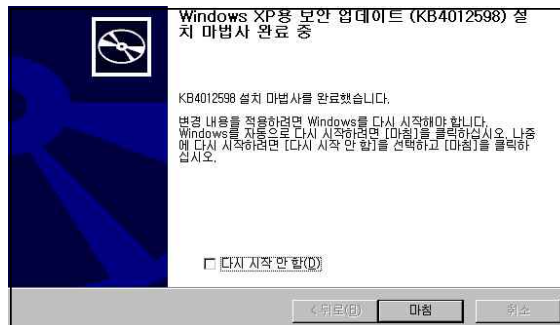 Windows XP용 보안 업데이트 (KB4012598) 설
치 마법사 완료 중
KB4012598 설치 마법사를 완료했습니다.
변경 내용을 적용하려면 Windows를 다시 시작해야 합니다.
Windows를 자동으로 다시 시작하려면 [마침]을 클릭하십시오. 나중
에 다시 시작하려면 [다시 시작 안 함]을 선택하고 [마침]을 클릭하
십시오.
다시 시작 안 함(D)
< 뒤로(B) 마침 취소